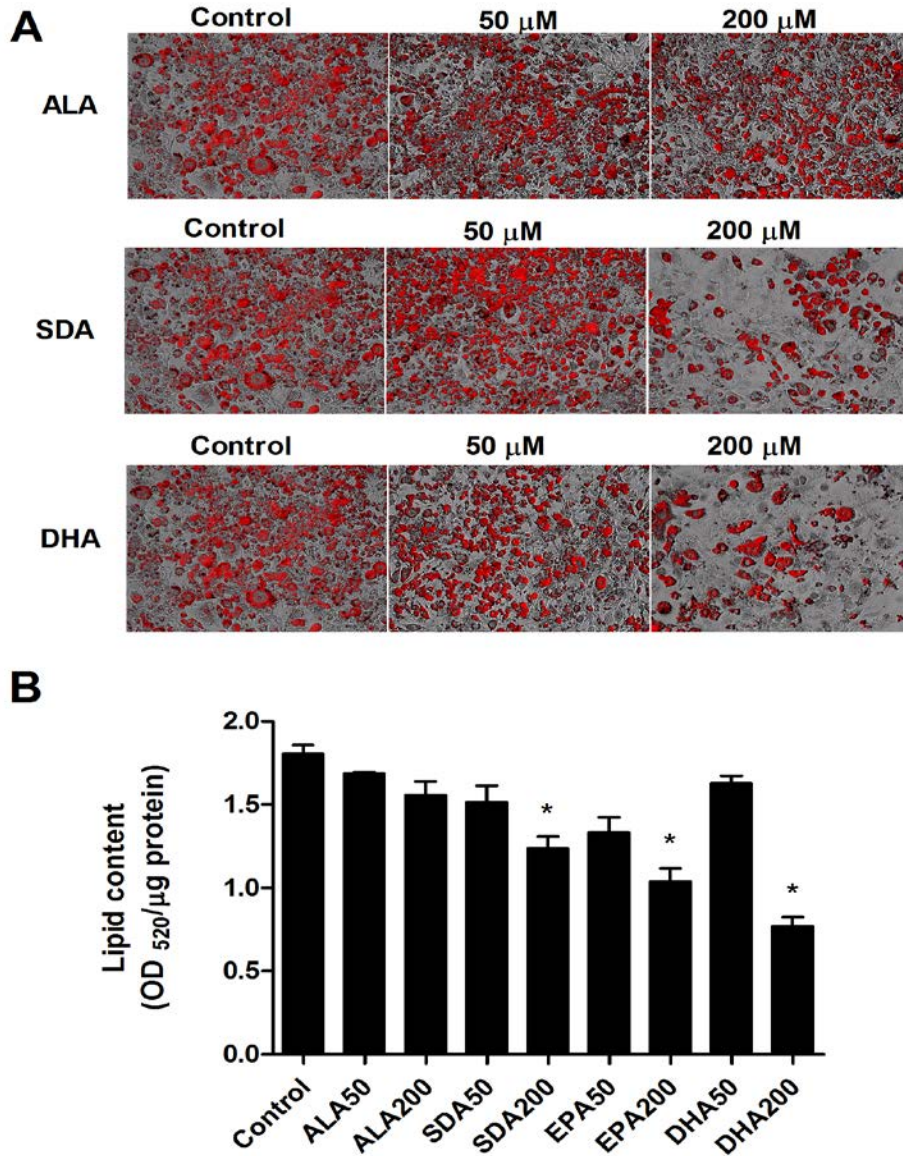 A
Control 50 μM 200 μM
ALA
Control 50 μM 200 μM
SDA
Control 50 μM 200 μM
DHA
B
Lipid content
(OD 520/μg protein)
2.0
1.5
1.0
0.5
0.0
* * *
Control ALA50 ALA200 SDA50 SDA200 EPA50 EPA200 DHA50 DHA200